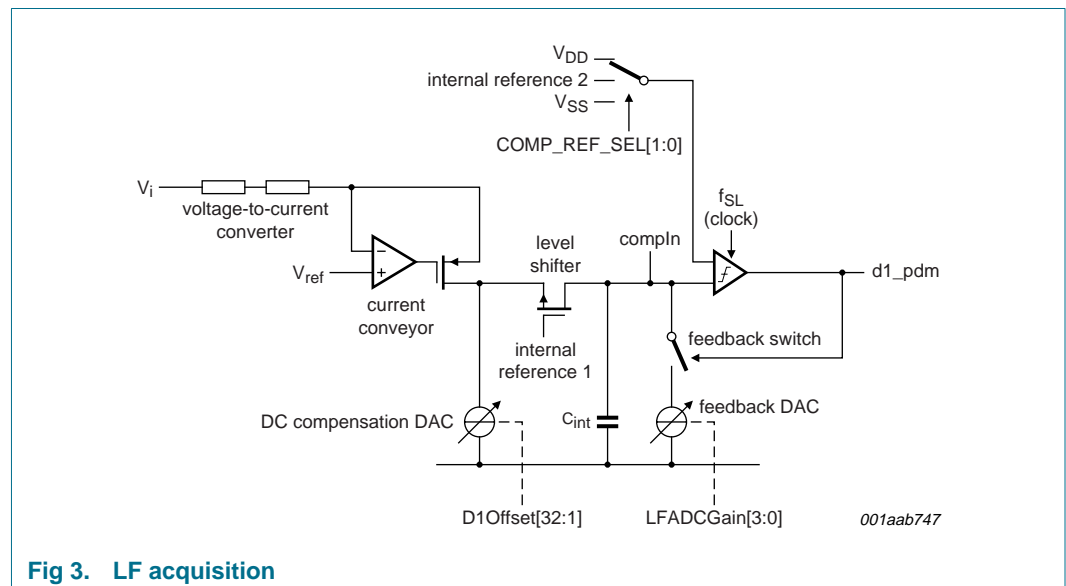 VDD
internal reference 2
VSS
COMP_REF_SEL[1:0]
Vi
voltage-to-current
converter
fSL
(clock)
level
shifter
compIn
−
+
Vref
d1_pdm
current
conveyor
internal
reference 1
feedback switch
DC compensation DAC
Cint
feedback DAC
D1Offset[32:1]
LFADCGain[3:0]
001aab747
Fig 3. LF acquisition